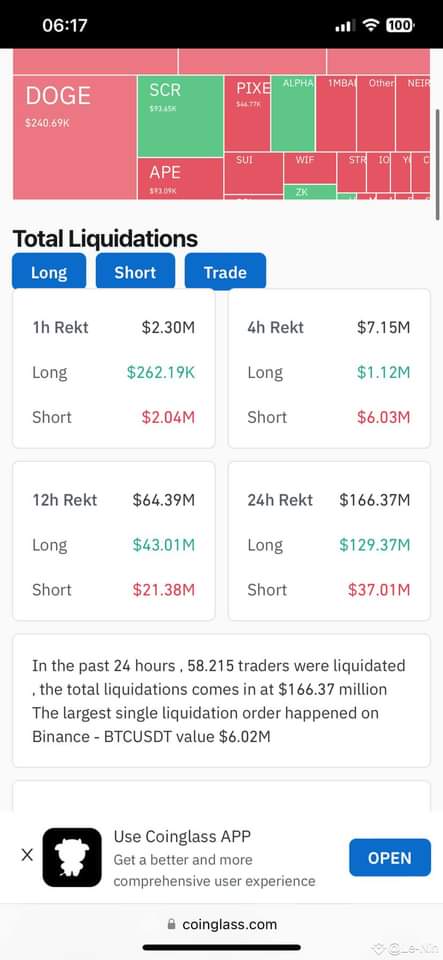 06:17
100
DOGE
$240.69K
SCR
$93.65K
APE
$93.09K
PIXE
$46.77K
ALPHA
1MBAI
Other
NEIR
SUI
WIF
STR
IO
C
ZK
Total Liquidations
Long
Short
Trade
1h Rekt $2.30M
Long $262.19K
Short $2.04M
4h Rekt $7.15M
Long $1.12M
Short $6.03M
12h Rekt $64.39M
Long $43.01M
Short $21.38M
24h Rekt $166.37M
Long $129.37M
Short $37.01M
In the past 24 hours , 58.215 traders were liquidated
, the total liquidations comes in at $166.37 million
The largest single liquidation order happened on
Binance - BTCUSDT value $6.02M
X
Use Coinglass APP
Get a better and more
comprehensive user experience
OPEN
coinglass.com
@Le-Nin